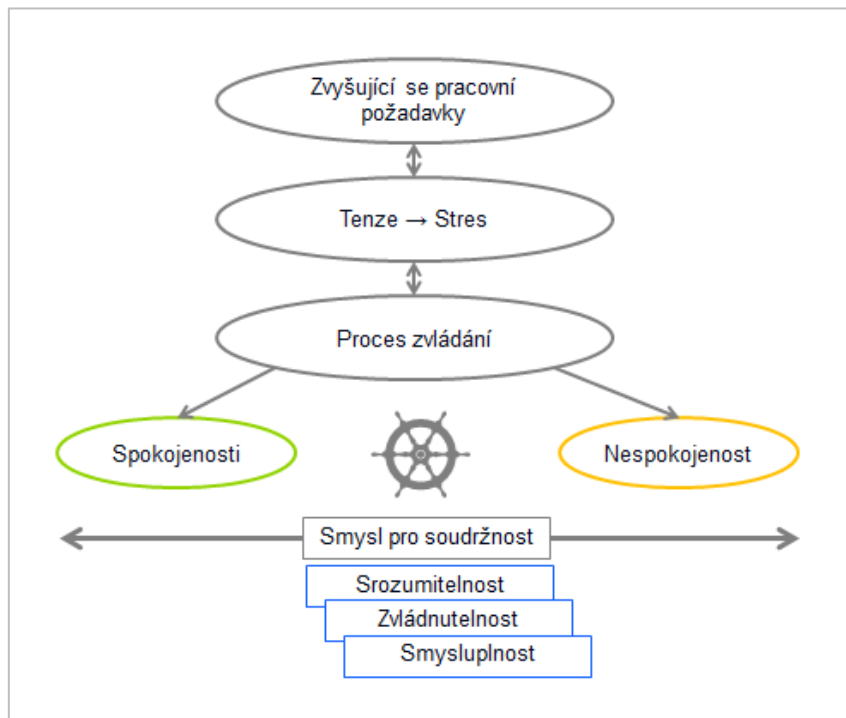 Zvyšující se pracovní
požadavky
Tenze → Stres
Proces zvládání
Spokojenosti
Nespokojenost
Smysl pro soudržnost
Srozumitelnost
Zvládnutelnost
Smysluplnost